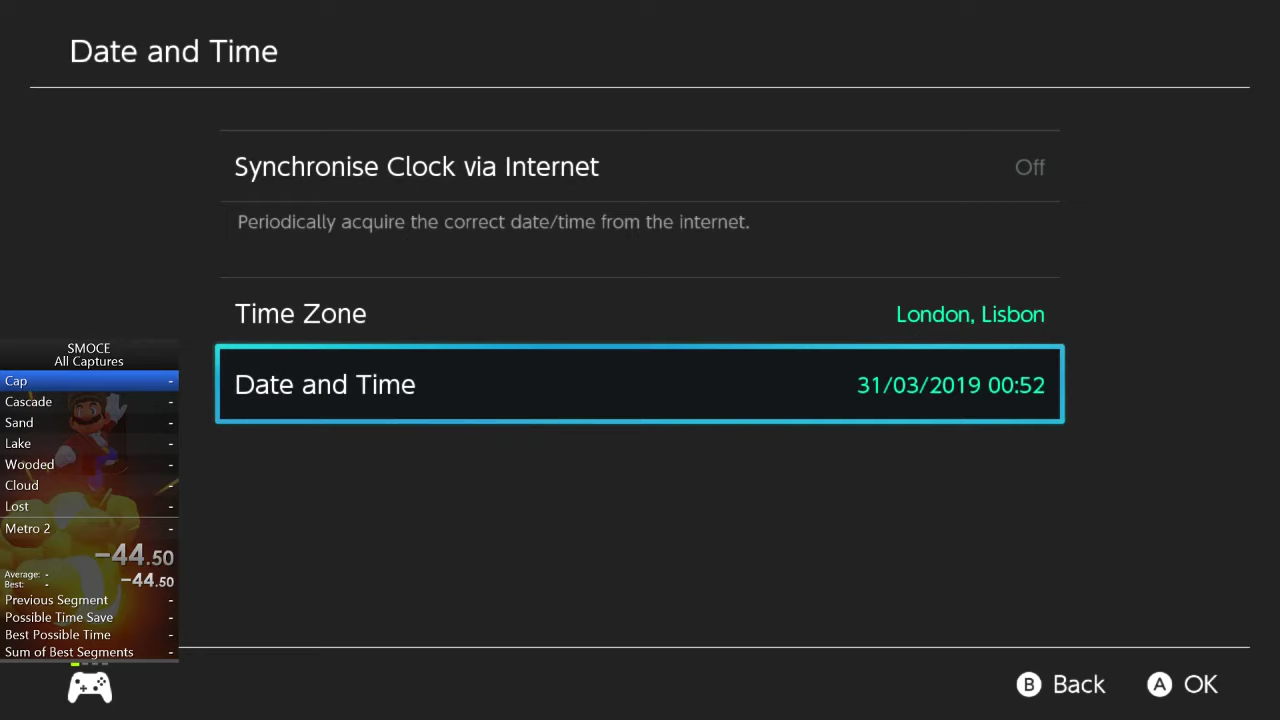 Date and Time
Synchronise Clock via Internet Off
Periodically acquire the correct date/time from the internet.
Time Zone London, Lisbon
Date and Time 31/03/2019 00:52
SMOCE
All Captures
Cap -
Cascade -
Sand -
Lake -
Wooded -
Cloud -
Lost -
Metro 2 -
−44.50
Average: -
Best: -
−44.50
Previous Segment -
Possible Time Save -
Best Possible Time -
Sum of Best Segments -
B Back A OK